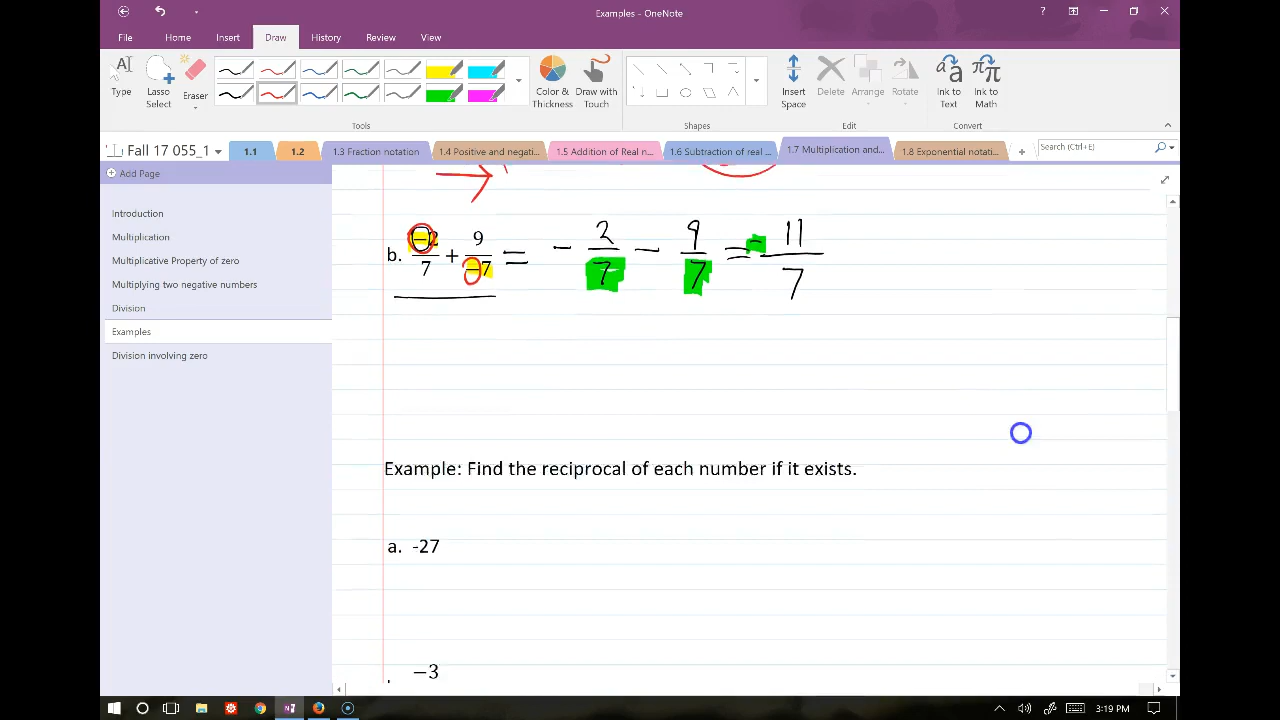 Examples - OneNote
File Home Insert Draw History Review View
Type Lasso Select Eraser Color & Thickness Draw with Touch Insert Space Delete Arrange Rotate Ink to Text Ink to Math
Tools Shapes Edit Convert
Fall 17 055_1 1.1 1.2 1.3 Fraction notation 1.4 Positive and negati... 1.5 Addition of Real n... 1.6 Subtraction of real ... 1.7 Multiplication and... 1.8 Exponential notati... Search (Ctrl+E)
Add Page
Introduction
Multiplication
Multiplicative Property of zero
Multiplying two negative numbers
Division
Examples
Division involving zero
b. −2/7 + 9/−7 = − 2/7 − 9/7 = − 11/7
Example: Find the reciprocal of each number if it exists.
a. -27
−3
3:19 PM